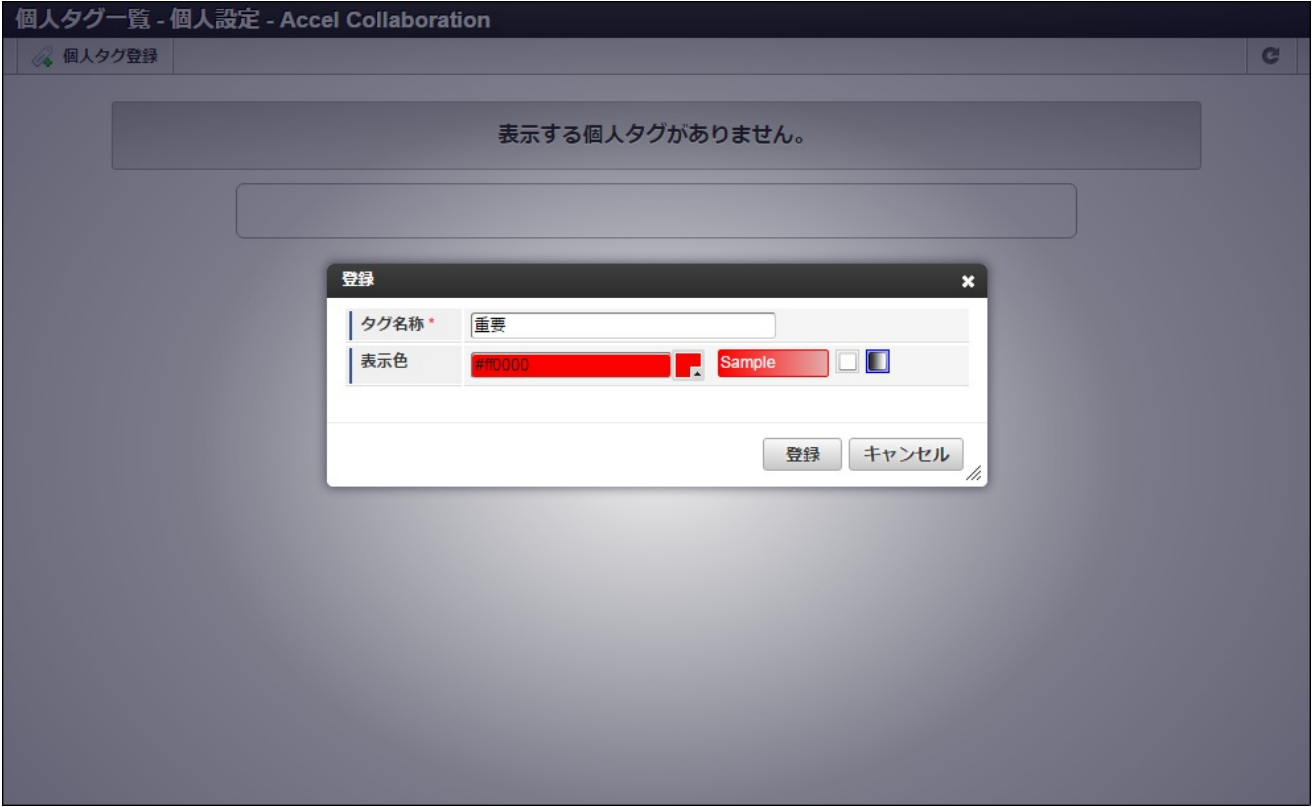 個人タグ一覧 - 個人設定 - Accel Collaboration
個人タグ登録
表示する個人タグがありません。
登録
タグ名称 * 重要
表示色 #ff0000 Sample
登録 キャンセル